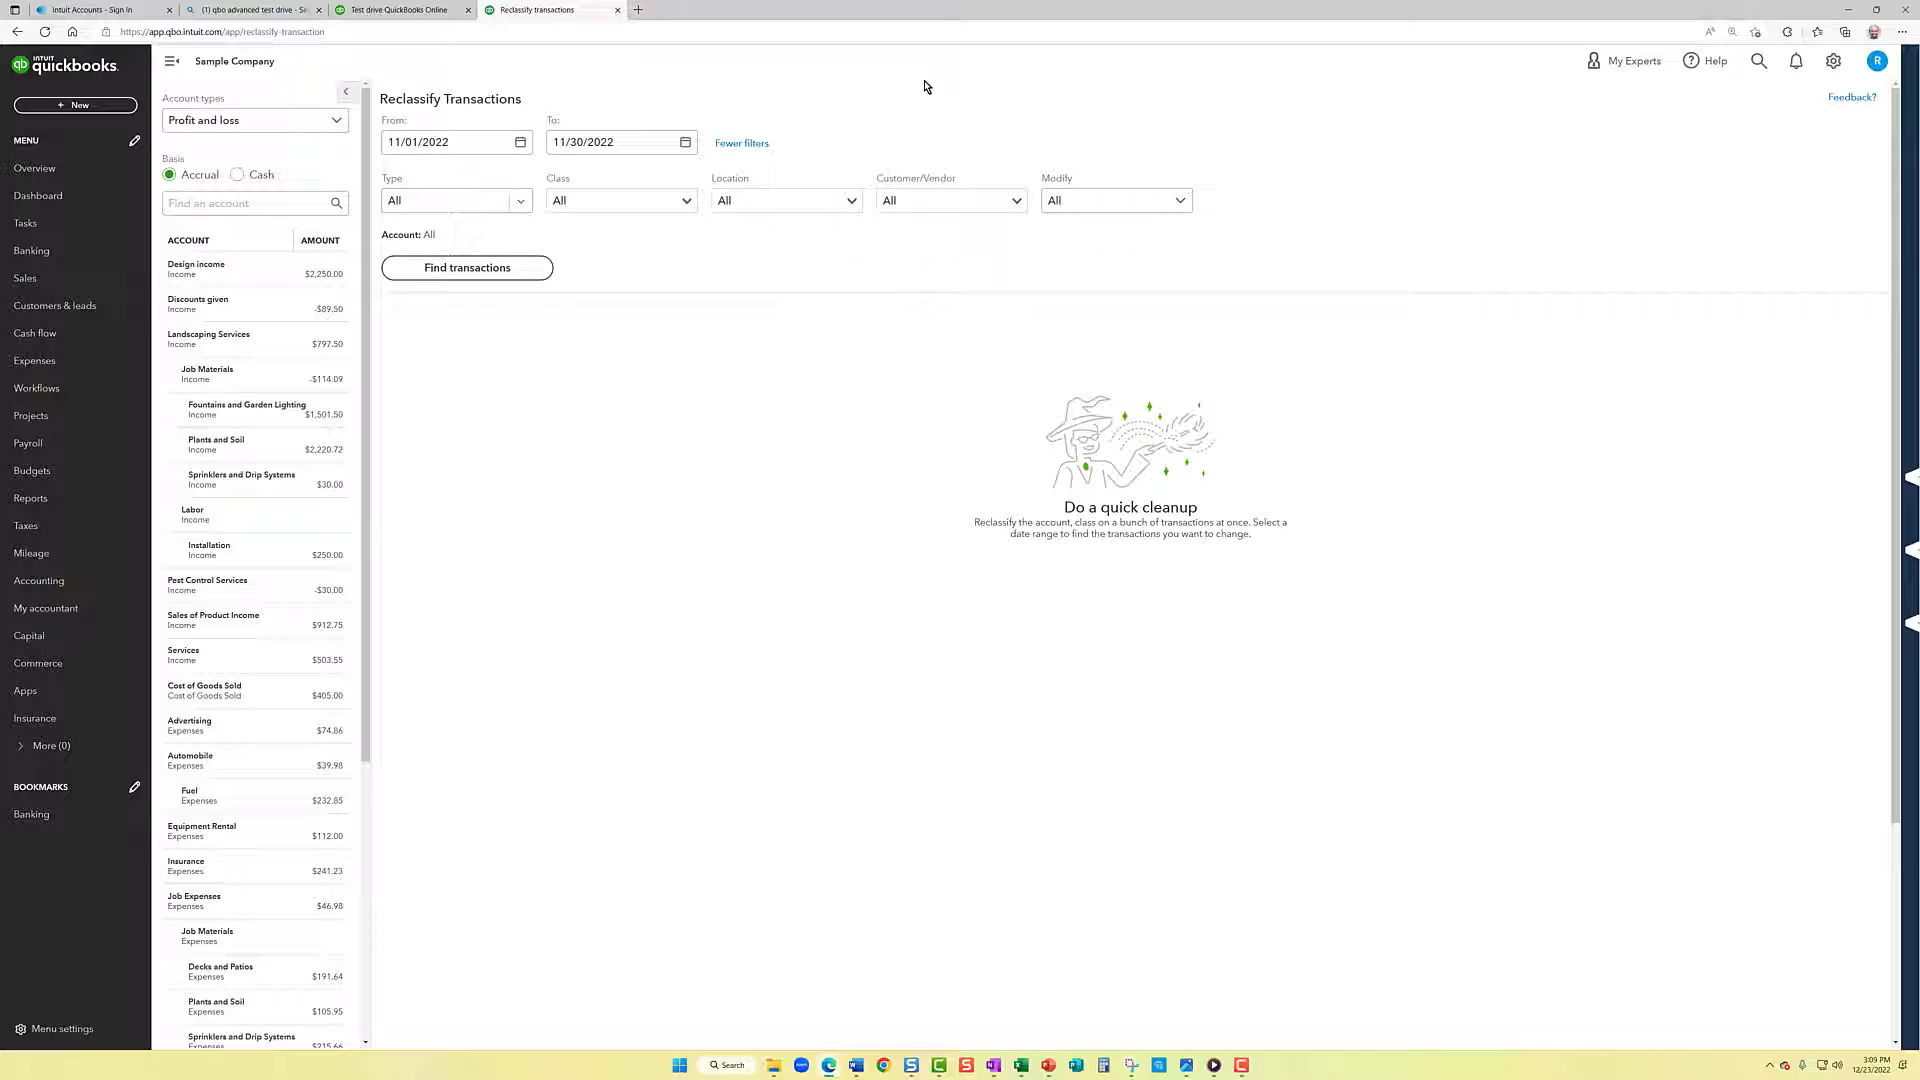 Intuit Accounts - Sign In
(1) qbo advanced test drive - Se
Test drive QuickBooks Online
Reclassify transactions
https://app.qbo.intuit.com/app/reclassify-transaction
INTUIT
quickbooks.
Sample Company
My Experts
Help
R
+ New
MENU
Overview
Dashboard
Tasks
Banking
Sales
Customers & leads
Cash flow
Expenses
Workflows
Projects
Payroll
Budgets
Reports
Taxes
Mileage
Accounting
My accountant
Capital
Commerce
Apps
Insurance
More (0)
BOOKMARKS
Banking
Menu settings
Account types
Profit and loss
Basis
Accrual
Cash
Find an account
ACCOUNT AMOUNT
Design income
Income $2,250.00
Discounts given
Income -$89.50
Landscaping Services
Income $797.50
Job Materials
Income -$114.09
Fountains and Garden Lighting
Income $1,501.50
Plants and Soil
Income $2,220.72
Sprinklers and Drip Systems
Income $30.00
Labor
Income
Installation
Income $250.00
Pest Control Services
Income -$30.00
Sales of Product Income
Income $912.75
Services
Income $503.55
Cost of Goods Sold
Cost of Goods Sold $405.00
Advertising
Expenses $74.86
Automobile
Expenses $39.98
Fuel
Expenses $232.85
Equipment Rental
Expenses $112.00
Insurance
Expenses $241.23
Job Expenses
Expenses $46.98
Job Materials
Expenses
Decks and Patios
Expenses $191.64
Plants and Soil
Expenses $105.95
Sprinklers and Drip Systems
Expenses $215.66
Reclassify Transactions
Feedback?
From: To:
11/01/2022 11/30/2022 Fewer filters
Type Class Location Customer/Vendor Modify
All All All All All
Account: All
Find transactions
Do a quick cleanup
Reclassify the account, class on a bunch of transactions at once. Select a
date range to find the transactions you want to change.
Search
3:09 PM
12/23/2022